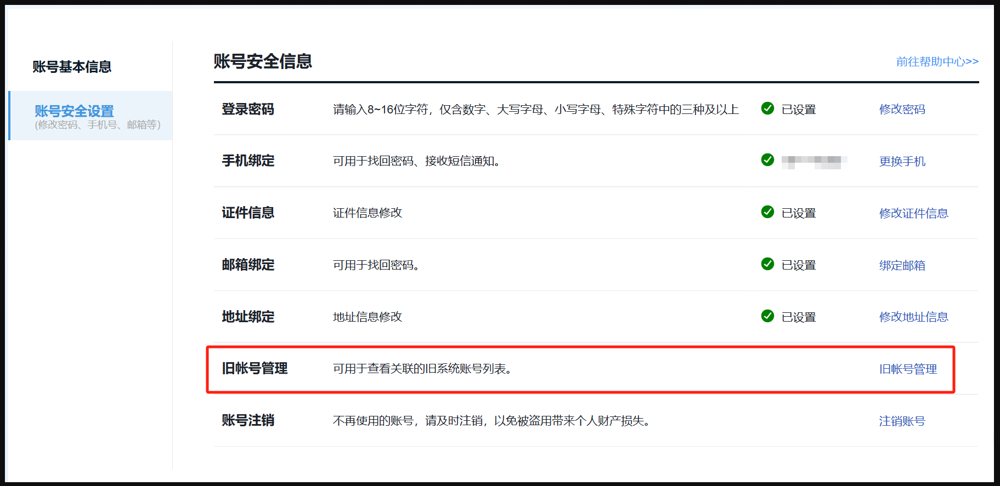 账号基本信息
账号安全设置
(修改密码、手机号、邮箱等)
账号安全信息
前往帮助中心>>
登录密码 请输入8~16位字符，仅含数字、大写字母、小写字母、特殊字符中的三种及以上 已设置 修改密码
手机绑定 可用于找回密码、接收短信通知。 更换手机
证件信息 证件信息修改 已设置 修改证件信息
邮箱绑定 可用于找回密码。 已设置 绑定邮箱
地址绑定 地址信息修改 已设置 修改地址信息
旧帐号管理 可用于查看关联的旧系统账号列表。 旧帐号管理
账号注销 不再使用的账号，请及时注销，以免被盗用带来个人财产损失。 注销账号